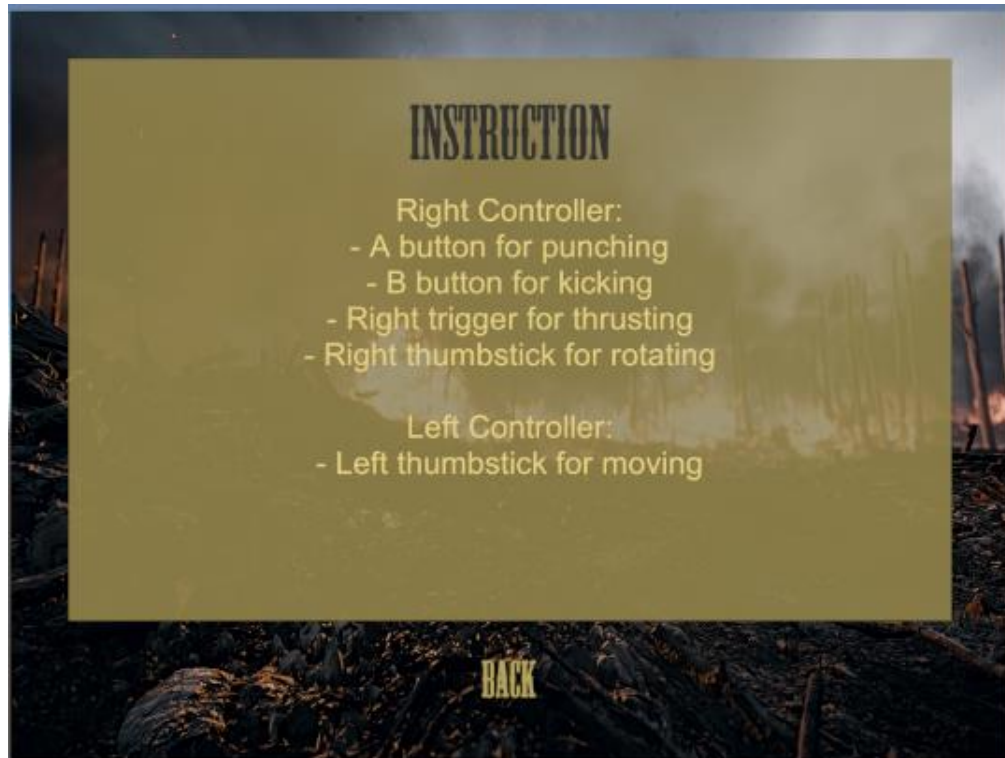 INSTRUCTION
Right Controller:
- A button for punching
- B button for kicking
- Right trigger for thrusting
- Right thumbstick for rotating
Left Controller:
- Left thumbstick for moving
BACK